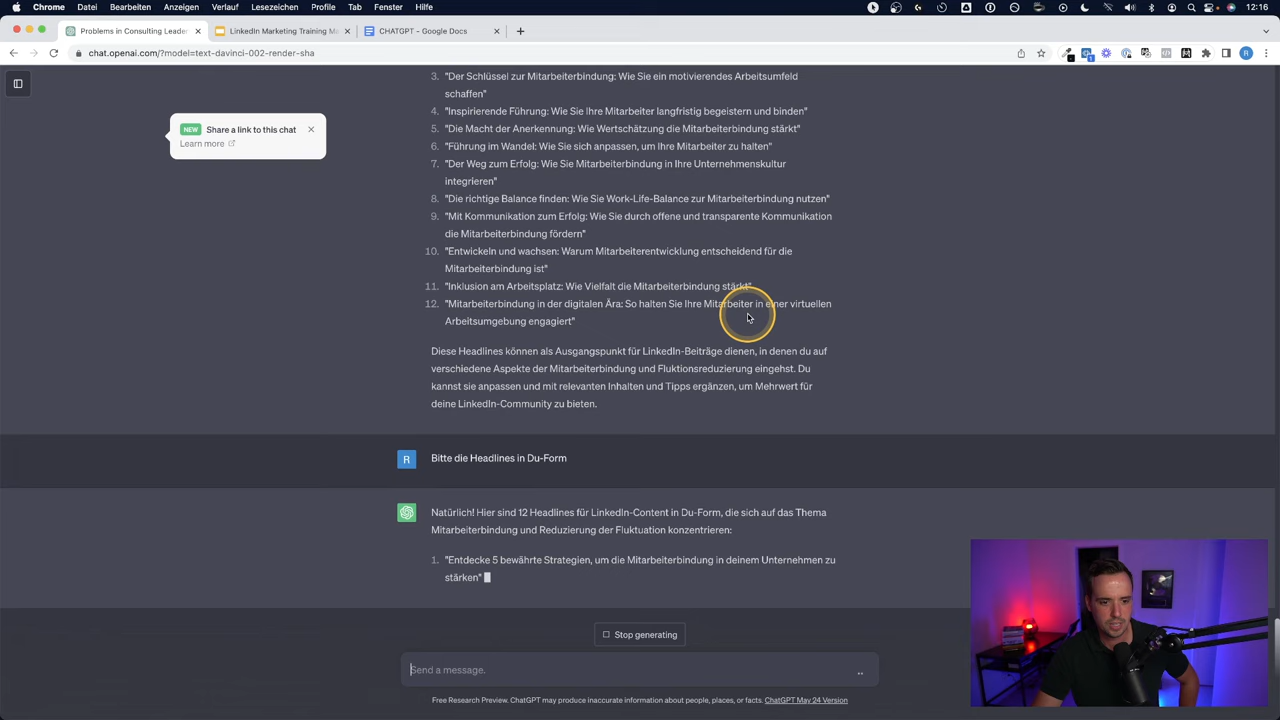 Chrome Datei Bearbeiten Anzeigen Verlauf Lesezeichen Profile Tab Fenster Hilfe 12:16
Problems in Consulting Leader LinkedIn Marketing Training Ma CHATGPT - Google Docs
chat.openai.com/?model=text-davinci-002-render-sha
3. "Der Schlüssel zur Mitarbeiterbindung: Wie Sie ein motivierendes Arbeitsumfeld
schaffen"
NEW Share a link to this chat
Learn more
4. "Inspirierende Führung: Wie Sie Ihre Mitarbeiter langfristig begeistern und binden"
5. "Die Macht der Anerkennung: Wie Wertschätzung die Mitarbeiterbindung stärkt"
6. "Führung im Wandel: Wie Sie sich anpassen, um Ihre Mitarbeiter zu halten"
7. "Der Weg zum Erfolg: Wie Sie Mitarbeiterbindung in Ihre Unternehmenskultur
integrieren"
8. "Die richtige Balance finden: Wie Sie Work-Life-Balance zur Mitarbeiterbindung nutzen"
9. "Mit Kommunikation zum Erfolg: Wie Sie durch offene und transparente Kommunikation
die Mitarbeiterbindung fördern"
10. "Entwickeln und wachsen: Warum Mitarbeiterentwicklung entscheidend für die
Mitarbeiterbindung ist"
11. "Inklusion am Arbeitsplatz: Wie Vielfalt die Mitarbeiterbindung stärkt"
12. "Mitarbeiterbindung in der digitalen Ära: So halten Sie Ihre Mitarbeiter in einer virtuellen
Arbeitsumgebung engagiert"
Diese Headlines können als Ausgangspunkt für LinkedIn-Beiträge dienen, in denen du auf
verschiedene Aspekte der Mitarbeiterbindung und Fluktionsreduzierung eingehst. Du
kannst sie anpassen und mit relevanten Inhalten und Tipps ergänzen, um Mehrwert für
deine LinkedIn-Community zu bieten.
R Bitte die Headlines in Du-Form
Natürlich! Hier sind 12 Headlines für LinkedIn-Content in Du-Form, die sich auf das Thema
Mitarbeiterbindung und Reduzierung der Fluktuation konzentrieren:
1. "Entdecke 5 bewährte Strategien, um die Mitarbeiterbindung in deinem Unternehmen zu
stärken"
Stop generating
Send a message.
Free Research Preview. ChatGPT may produce inaccurate information about people, places, or facts. ChatGPT May 24 Version